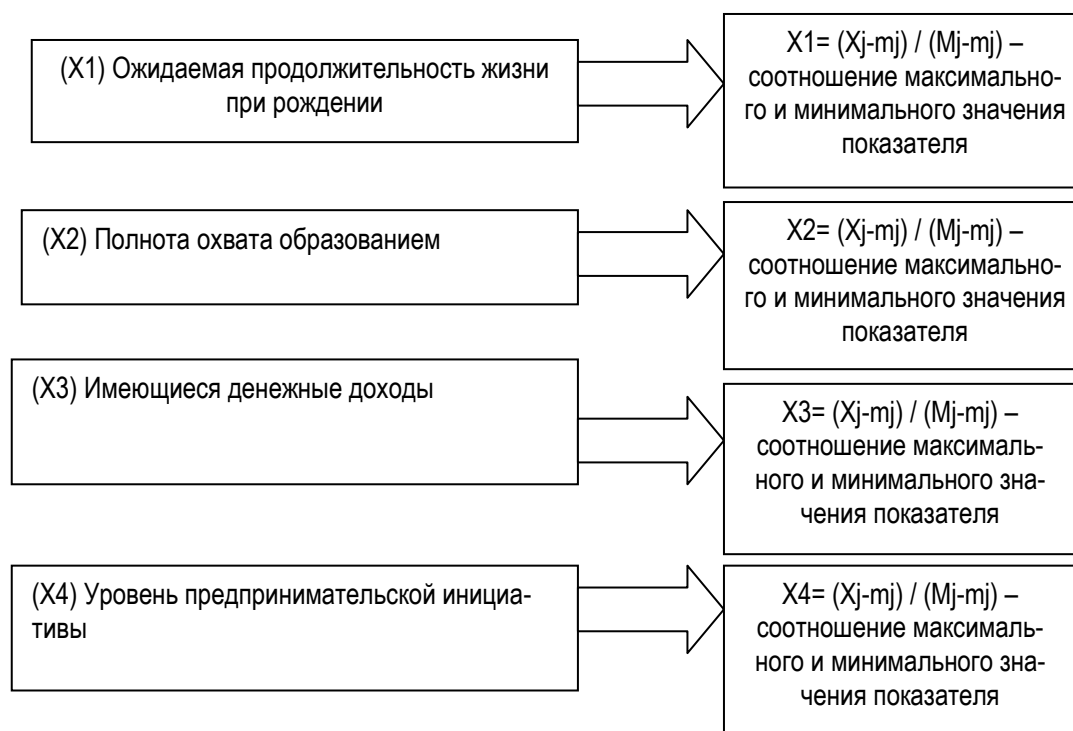 (X1) Ожидаемая продолжительность жизни
при рождении
X1= (Xj-mj) / (Mj-mj) –
соотношение максимально-
го и минимального значения
показателя
(X2) Полнота охвата образованием
X2= (Xj-mj) / (Mj-mj) –
соотношение максимально-
го и минимального значения
показателя
(X3) Имеющиеся денежные доходы
X3= (Xj-mj) / (Mj-mj) –
соотношение максималь-
ного и минимального зна-
чения показателя
(X4) Уровень предпринимательской инициа-
тивы
X4= (Xj-mj) / (Mj-mj) –
соотношение максималь-
ного и минимального зна-
чения показателя